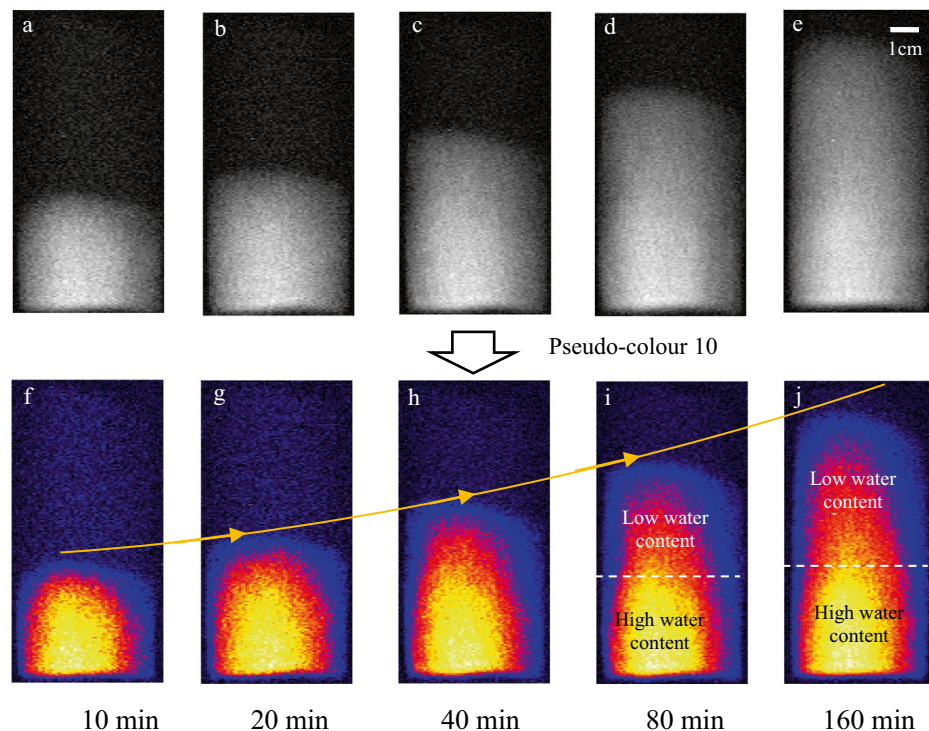 a
b
c
d
e
1cm
Pseudo-colour 10
f
g
h
i
j
Low water
content
High water
content
Low water
content
High water
content
10 min
20 min
40 min
80 min
160 min